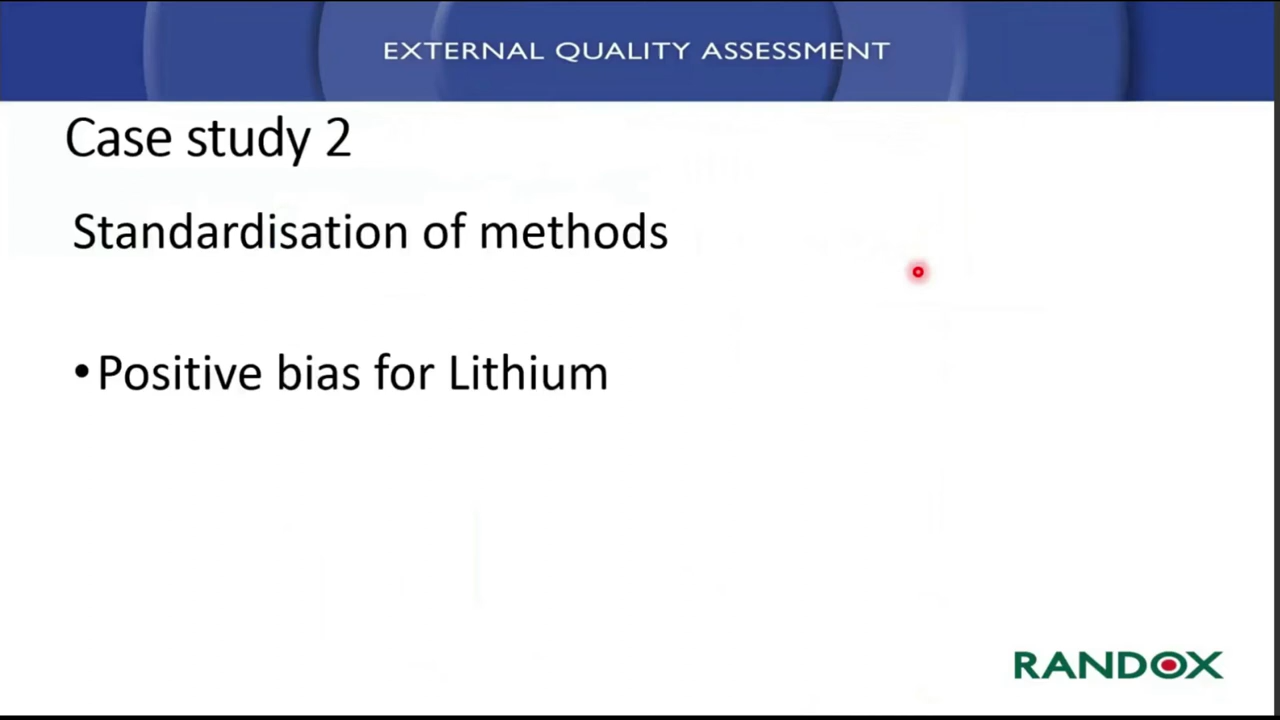 EXTERNAL QUALITY ASSESSMENT
Case study 2
Standardisation of methods
•Positive bias for Lithium
RANDOX